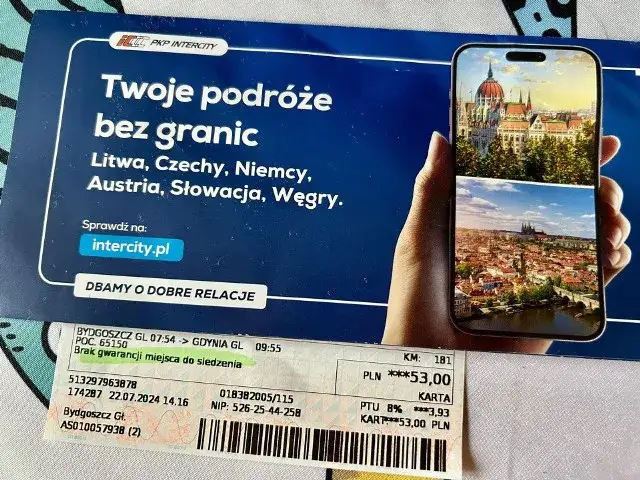 IC PKP INTERCITY
Twoje podróże
bez granic
Litwa, Czechy, Niemcy,
Austria, Słowacja, Węgry.
Sprawdź na:
intercity.pl
DBAMY O DOBRE RELACJE
BYDGOSZCZ GL 07:54 -> GDYNIA GL 09:55
POC. 65150
Brak gwarancji miejsca do siedzenia
KM: 181
PLN ***53,00
KARTA
513297963878
018382005/115
PTU 8% ***3,93
174287 22.07.2024 14.16
NIP: 526-25-44-258
KART***53,00 PLN
Bydgoszcz Gł.
AS010057938 (2)